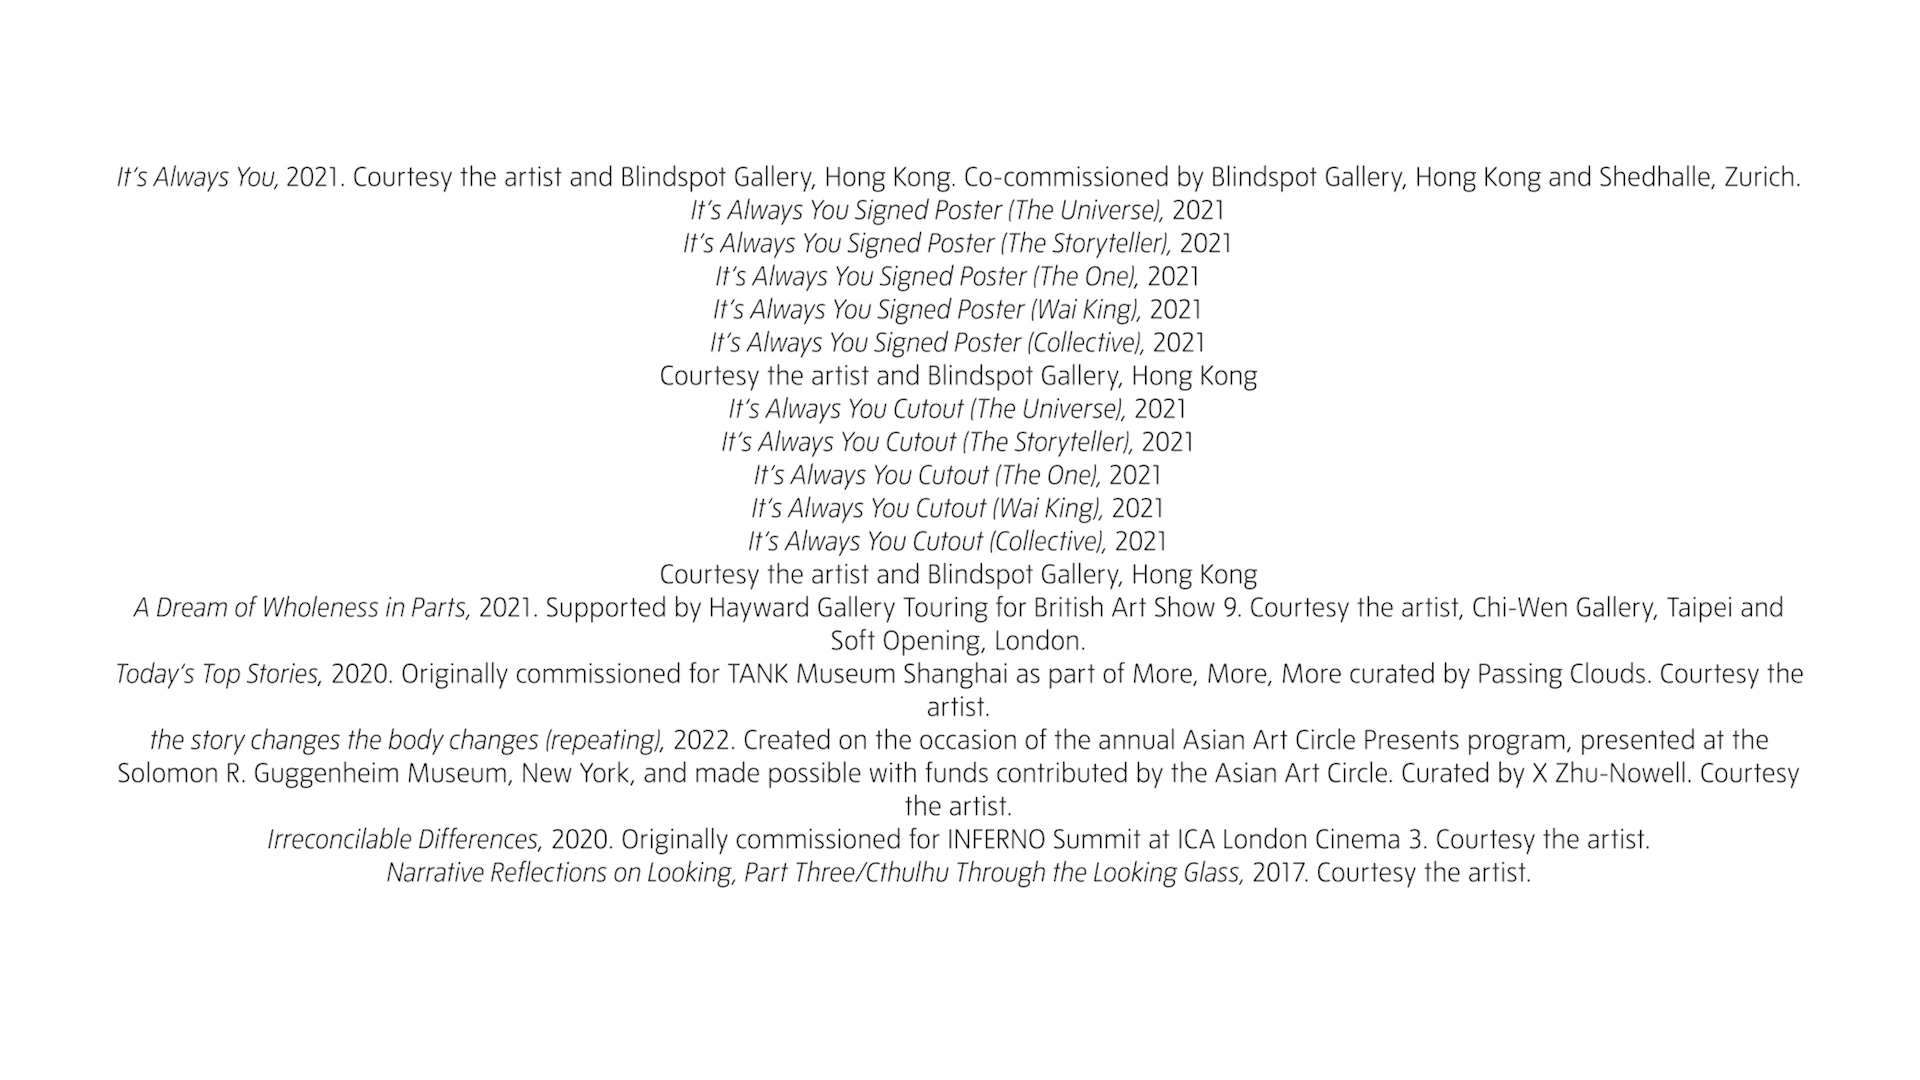 It's Always You, 2021. Courtesy the artist and Blindspot Gallery, Hong Kong. Co-commissioned by Blindspot Gallery, Hong Kong and Shedhalle, Zurich.
It's Always You Signed Poster (The Universe), 2021
It's Always You Signed Poster (The Storyteller), 2021
It's Always You Signed Poster (The One), 2021
It's Always You Signed Poster (Wai King), 2021
It's Always You Signed Poster (Collective), 2021
Courtesy the artist and Blindspot Gallery, Hong Kong
It's Always You Cutout (The Universe), 2021
It's Always You Cutout (The Storyteller), 2021
It's Always You Cutout (The One), 2021
It's Always You Cutout (Wai King), 2021
It's Always You Cutout (Collective), 2021
Courtesy the artist and Blindspot Gallery, Hong Kong
A Dream of Wholeness in Parts, 2021. Supported by Hayward Gallery Touring for British Art Show 9. Courtesy the artist, Chi-Wen Gallery, Taipei and
Soft Opening, London.
Today's Top Stories, 2020. Originally commissioned for TANK Museum Shanghai as part of More, More, More curated by Passing Clouds. Courtesy the
artist.
the story changes the body changes (repeating), 2022. Created on the occasion of the annual Asian Art Circle Presents program, presented at the
Solomon R. Guggenheim Museum, New York, and made possible with funds contributed by the Asian Art Circle. Curated by X Zhu-Nowell. Courtesy
the artist.
Irreconcilable Differences, 2020. Originally commissioned for INFERNO Summit at ICA London Cinema 3. Courtesy the artist.
Narrative Reflections on Looking, Part Three/Cthulhu Through the Looking Glass, 2017. Courtesy the artist.